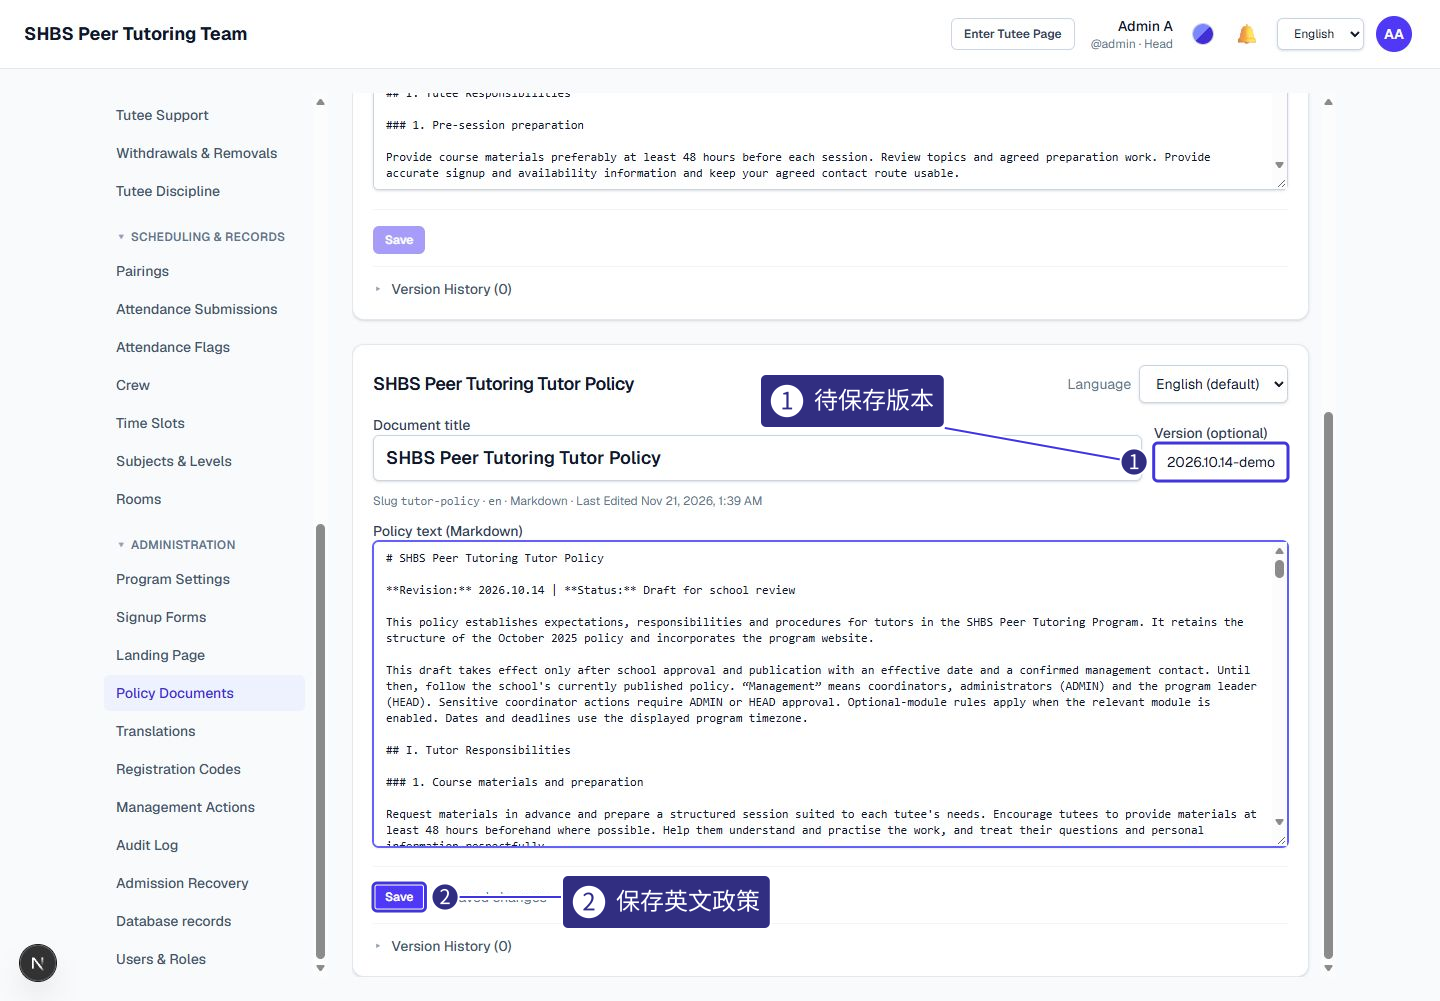 SHBS Peer Tutoring Team
Enter Tutee Page
Admin A
@admin · Head
English
AA
Tutee Support
Withdrawals & Removals
Tutee Discipline
SCHEDULING & RECORDS
Pairings
Attendance Submissions
Attendance Flags
Crew
Time Slots
Subjects & Levels
Rooms
ADMINISTRATION
Program Settings
Signup Forms
Landing Page
Policy Documents
Translations
Registration Codes
Management Actions
Audit Log
Admission Recovery
Database records
Users & Roles
N
## I. Tutee Responsibilities
### 1. Pre-session preparation
Provide course materials preferably at least 48 hours before each session. Review topics and agreed preparation work. Provide
accurate signup and availability information and keep your agreed contact route usable.
Save
Version History (0)
SHBS Peer Tutoring Tutor Policy
Language
English (default)
1 待保存版本
Document title
Version (optional)
SHBS Peer Tutoring Tutor Policy
1
2026.10.14-demo
Slug tutor-policy · en · Markdown · Last Edited Nov 21, 2026, 1:39 AM
Policy text (Markdown)
# SHBS Peer Tutoring Tutor Policy
**Revision:** 2026.10.14 | **Status:** Draft for school review
This policy establishes expectations, responsibilities and procedures for tutors in the SHBS Peer Tutoring Program. It retains the
structure of the October 2025 policy and incorporates the program website.
This draft takes effect only after school approval and publication with an effective date and a confirmed management contact. Until
then, follow the school's currently published policy. “Management” means coordinators, administrators (ADMIN) and the program leader
(HEAD). Sensitive coordinator actions require ADMIN or HEAD approval. Optional-module rules apply when the relevant module is
enabled. Dates and deadlines use the displayed program timezone.
## I. Tutor Responsibilities
### 1. Course materials and preparation
Request materials in advance and prepare a structured session suited to each tutee's needs. Encourage tutees to provide materials at
least 48 hours beforehand where possible. Help them understand and practise the work, and treat their questions and personal
information respectfully.
Save
2
2 保存英文政策
Version History (0)